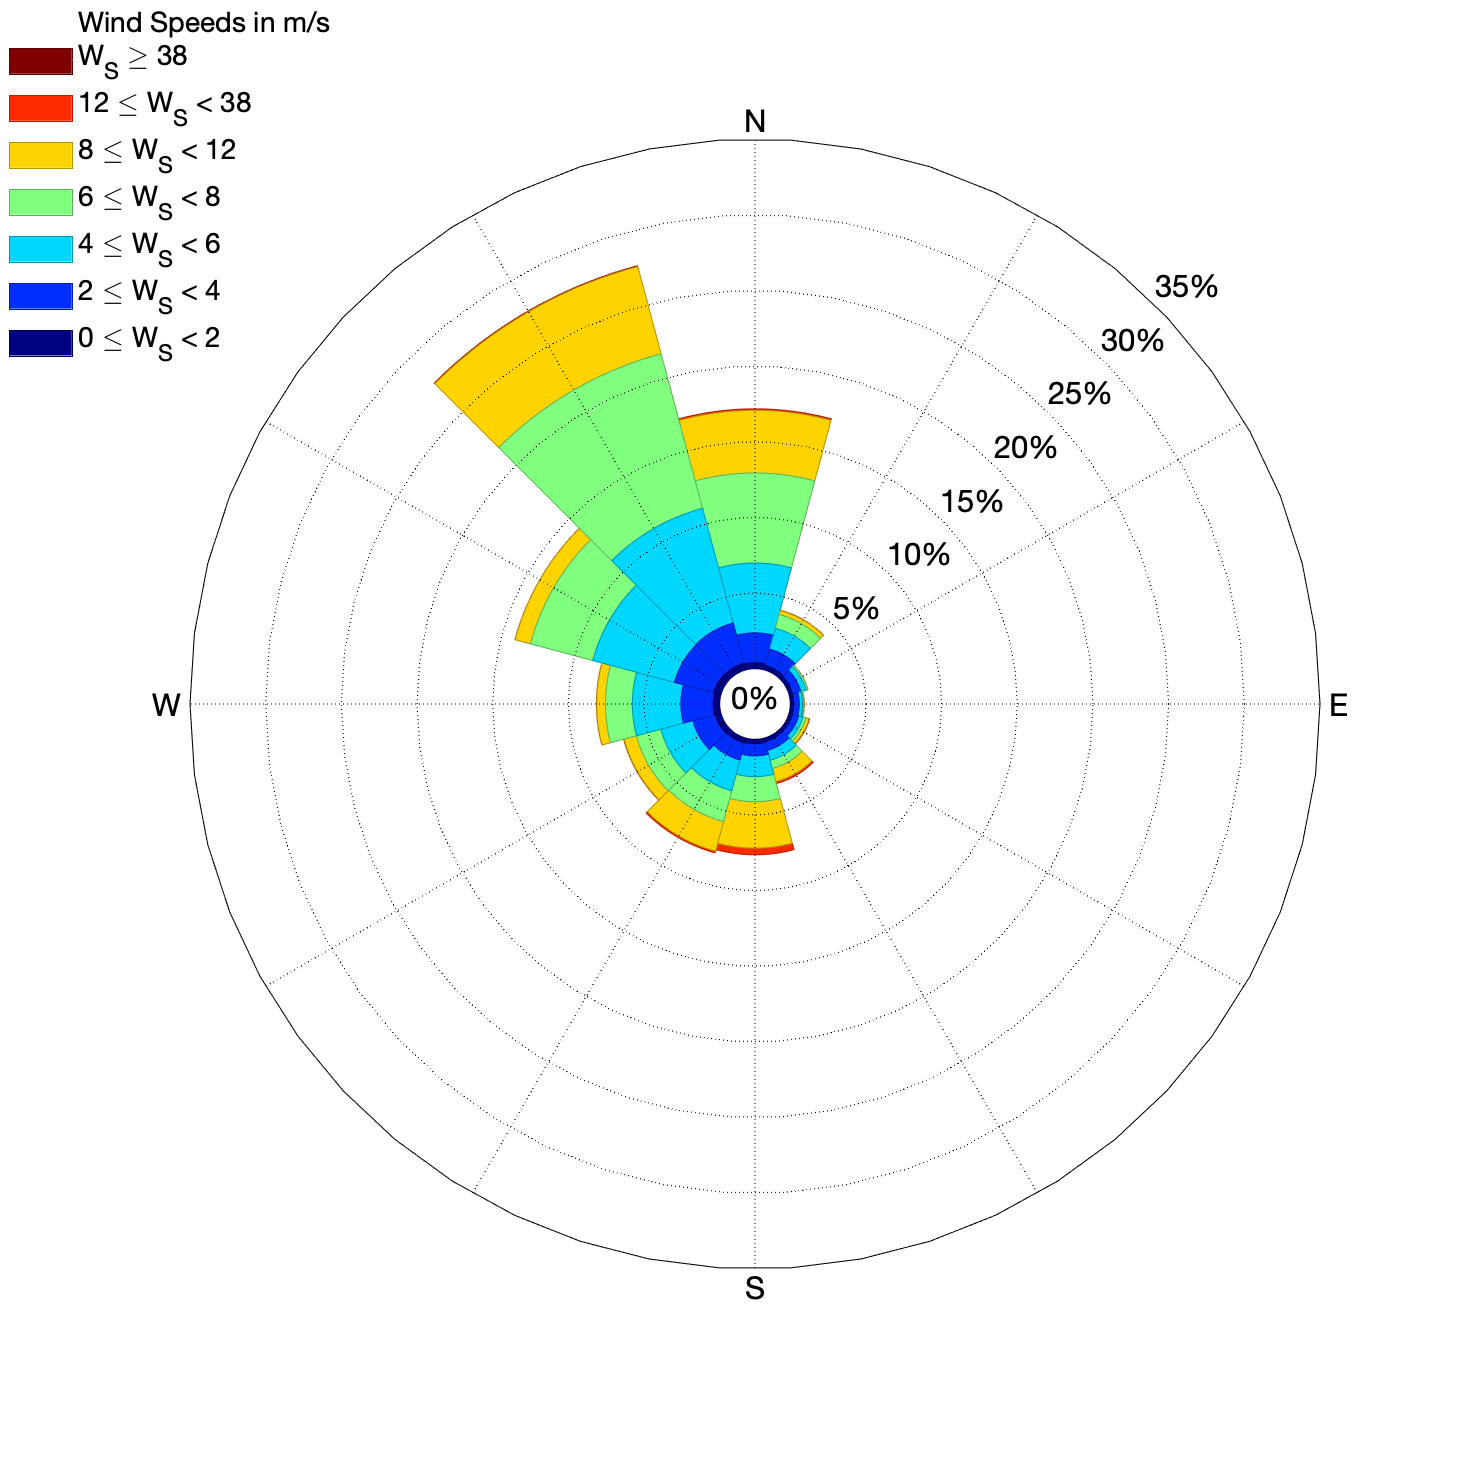 Wind Speeds in m/s
W_S ≥ 38
12 ≤ W_S < 38
8 ≤ W_S < 12
6 ≤ W_S < 8
4 ≤ W_S < 6
2 ≤ W_S < 4
0 ≤ W_S < 2
N
35%
30%
25%
20%
15%
10%
5%
0%
W
E
S